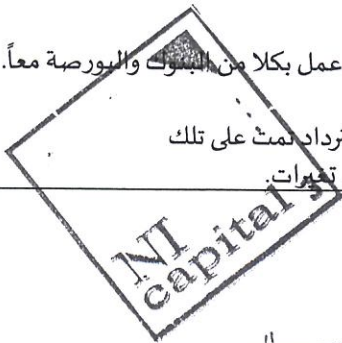 عمل بكلا من البنوك والبورصة معاً.
ترداد تمت على تلك
تغيرات.
NI
capital